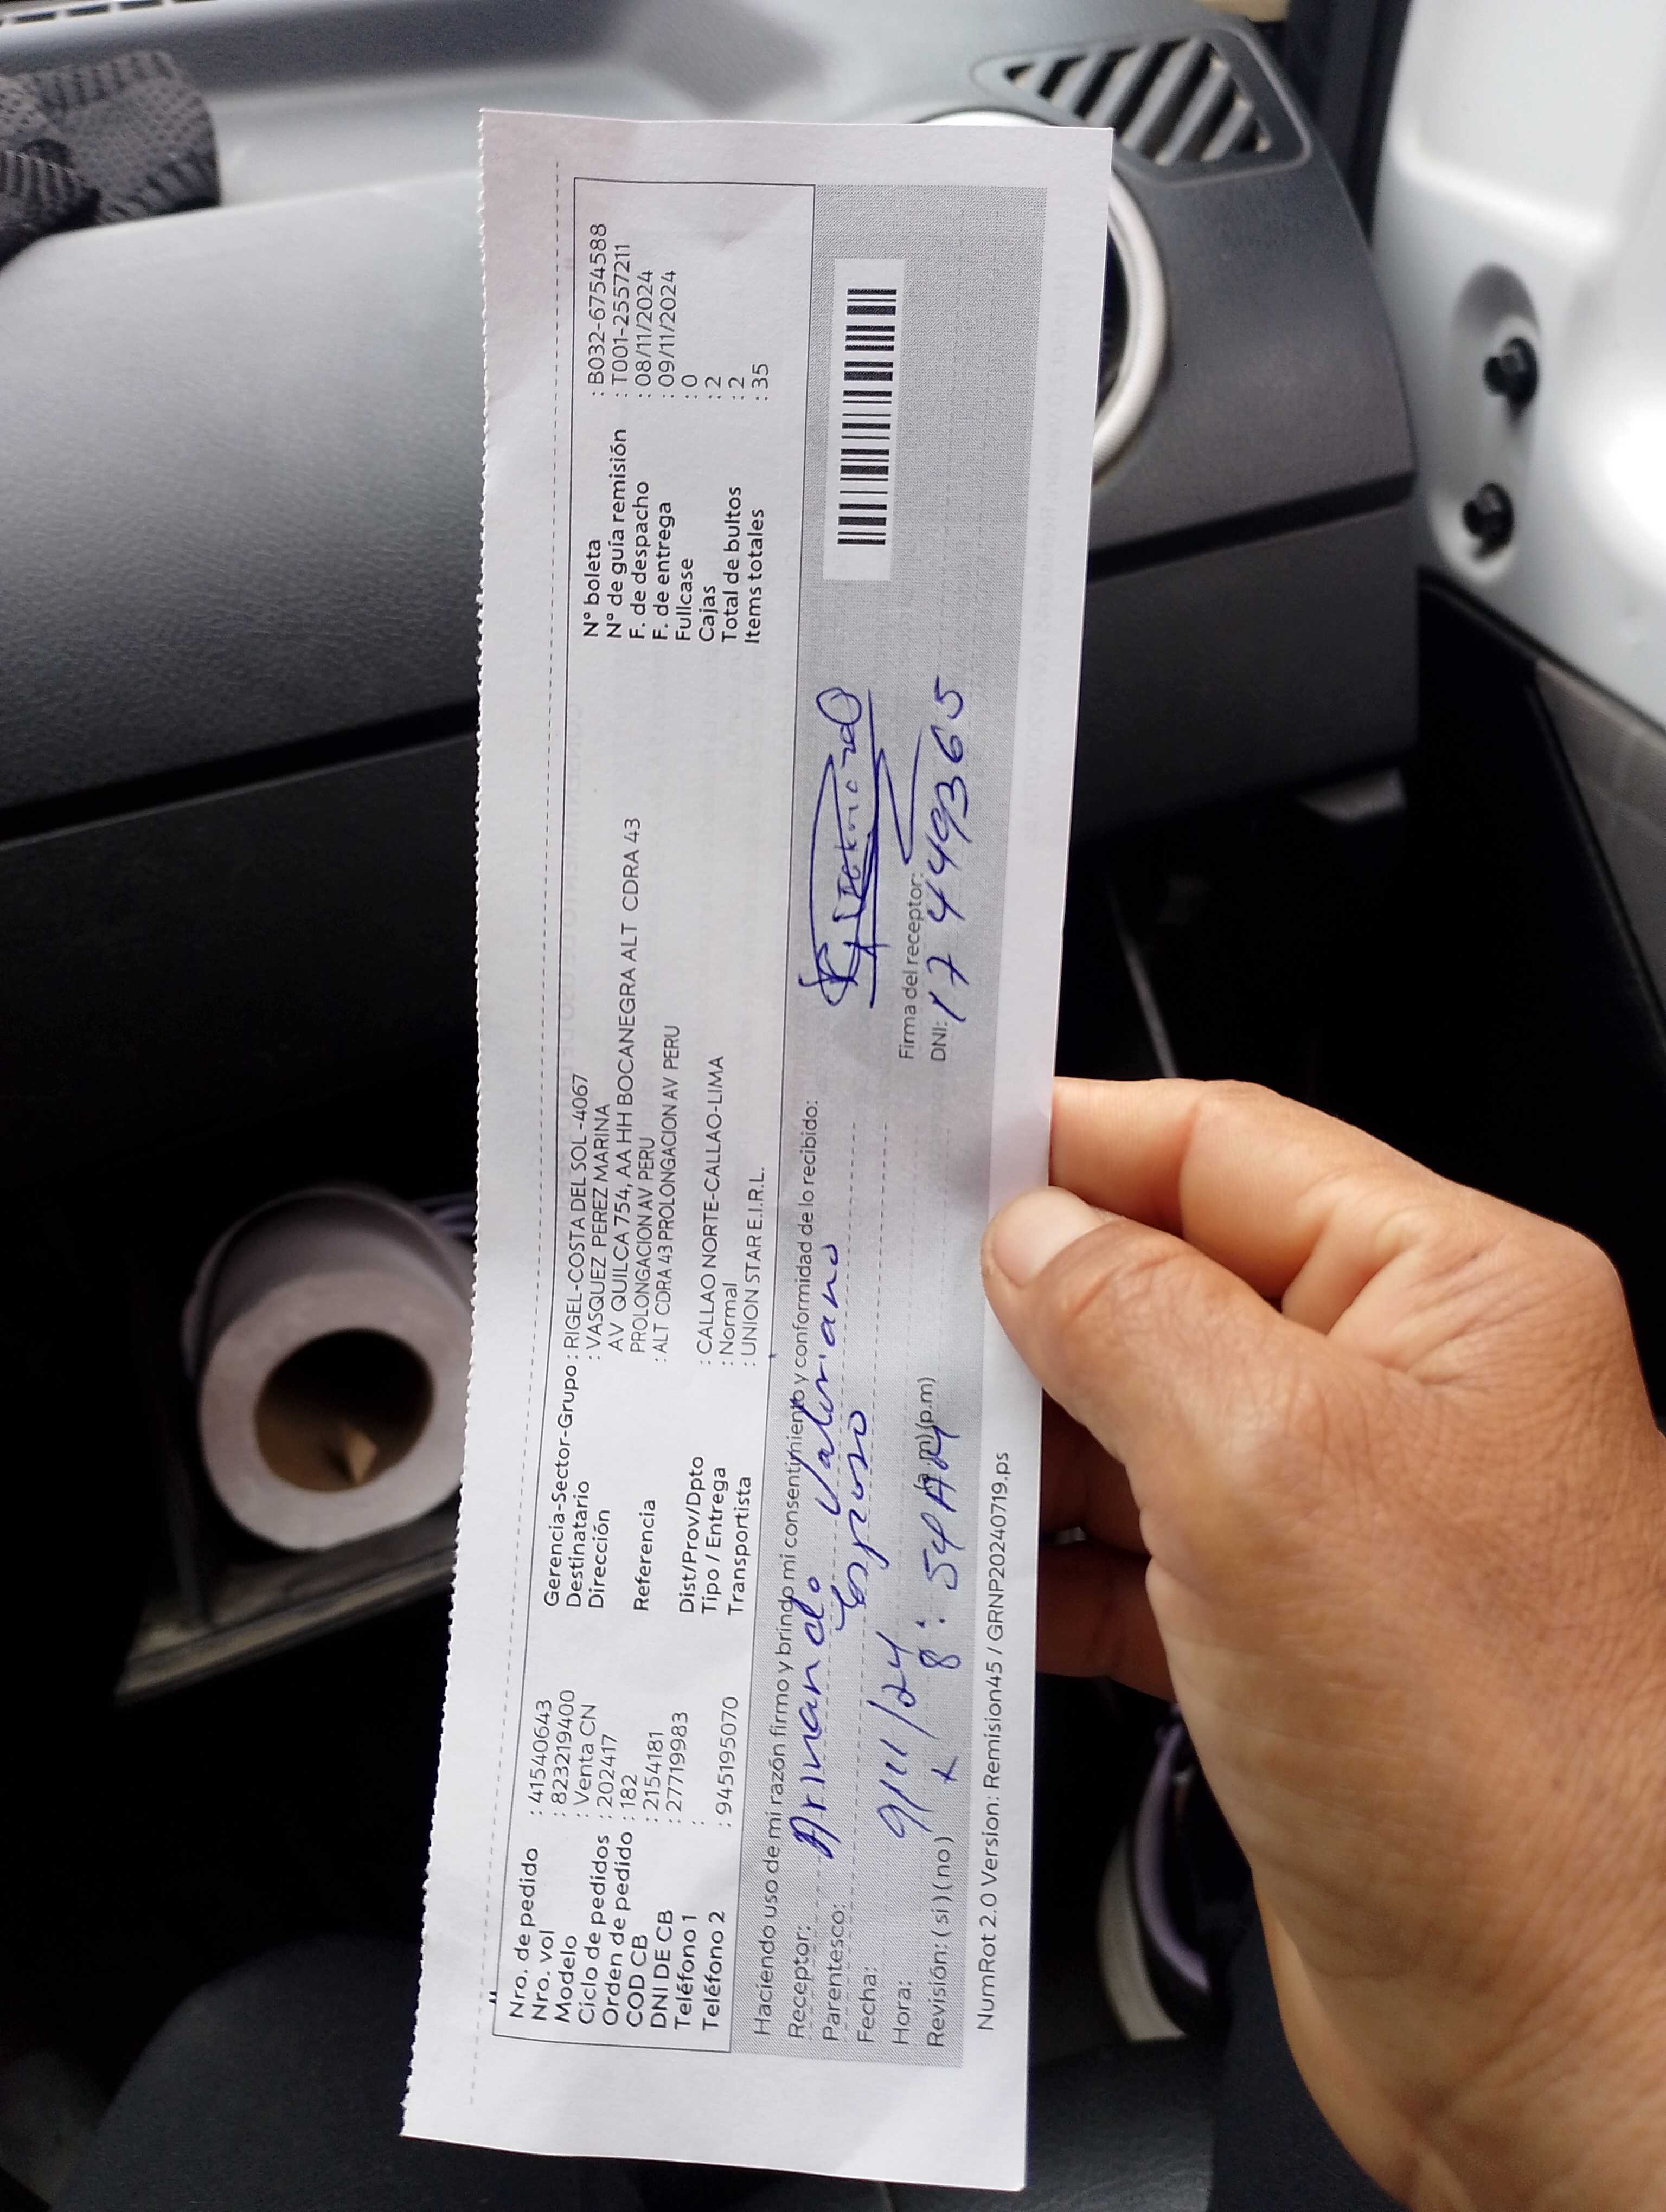 Nro. de pedido : 41540643
Nro. vol : 823219400
Modelo : Venta CN
Ciclo de pedidos : 202417
Orden de pedido : 182
COD CB : 2154181
DNI DE CB : 27719983
Teléfono 1 :
Teléfono 2 : 945195070
Gerencia-Sector-Grupo : RIGEL-COSTA DEL SOL -4067
Destinatario : VASQUEZ PEREZ MARINA
Dirección AV QUILCA 754, AA HH BOCANEGRA ALT CDRA 43
PROLONGACION AV PERU
Referencia : ALT CDRA 43 PROLONGACION AV PERU
Dist/Prov/Dpto : CALLAO NORTE-CALLAO-LIMA
Tipo / Entrega : Normal
Transportista : UNION STAR E.I.R.L.
N° boleta : B032-6754588
N° de guía remisión : T001-2557211
F. de despacho : 08/11/2024
F. de entrega : 09/11/2024
Fullcase : 0
Cajas : 2
Total de bultos : 2
Items totales : 35
Haciendo uso de mi razón firmo y brindo mi consentimiento y conformidad de lo recibido:
Receptor: Armando Valeriano
Parentesco: Esposo
Fecha: 9/11/24
Hora: 8:54 AM (a.m) (p.m)
Revisión: ( si ) ( no ) x
Firma del receptor:
DNI: 17449365
NumRot 2.0 Version: Remision45 / GRNP20240719.ps